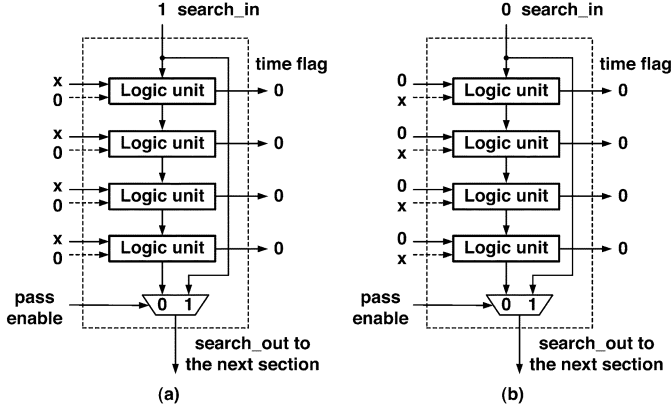 1 search_in
time flag
x
0
Logic unit
0
x
0
Logic unit
0
x
0
Logic unit
0
x
0
Logic unit
0
pass
enable
0 1
search_out to
the next section
(a)
0 search_in
time flag
0
x
Logic unit
0
0
x
Logic unit
0
0
x
Logic unit
0
0
x
Logic unit
0
pass
enable
0 1
search_out to
the next section
(b)